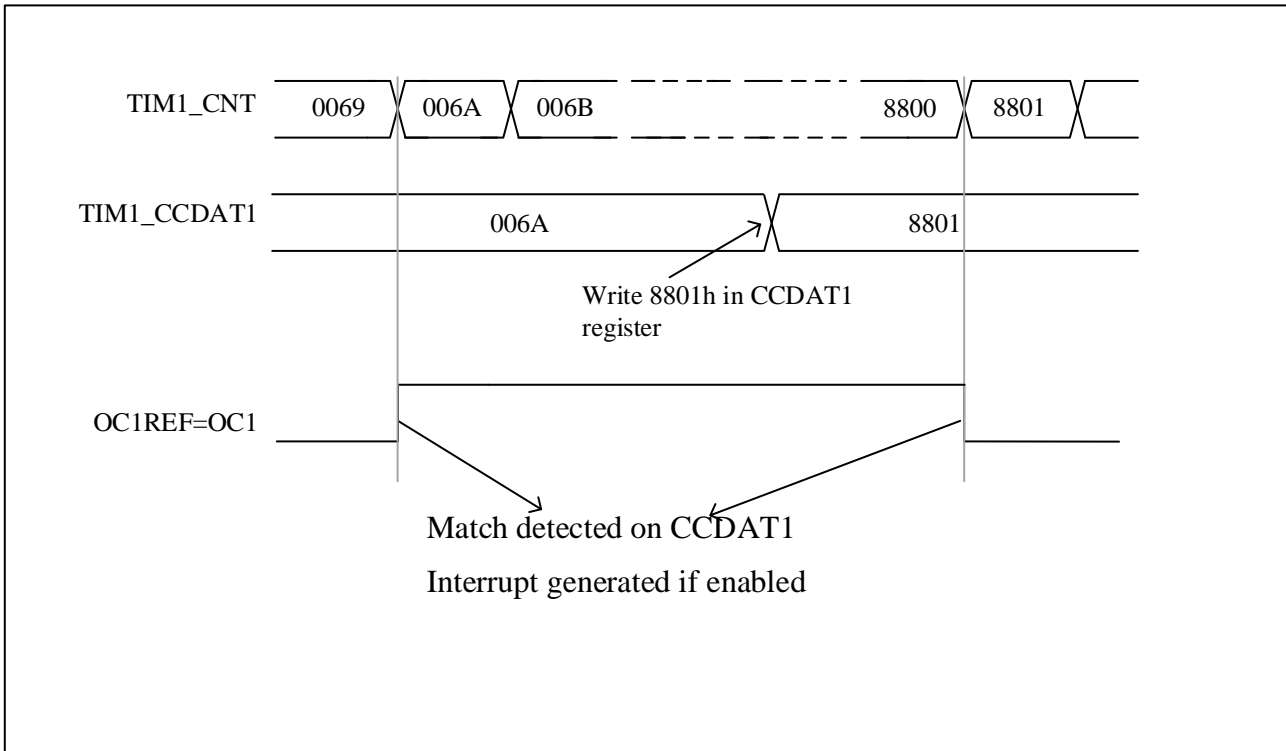 TIM1_CNT 0069 006A 006B 8800 8801
TIM1_CCDAT1 006A 8801
Write 8801h in CCDAT1
register
OC1REF=OC1
Match detected on CCDAT1
Interrupt generated if enabled